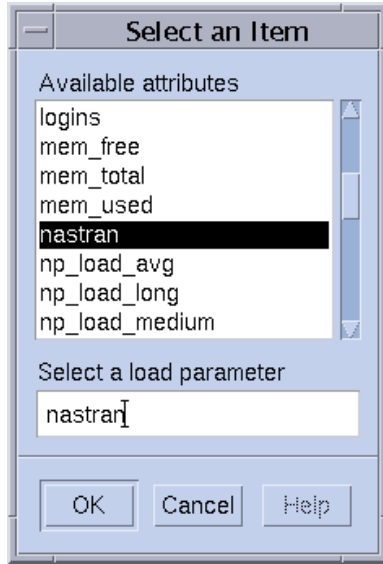 Select an Item
Available attributes
logins
mem_free
mem_total
mem_used
nastran
np_load_avg
np_load_long
np_load_medium
Select a load parameter
nastran
OK Cancel Help